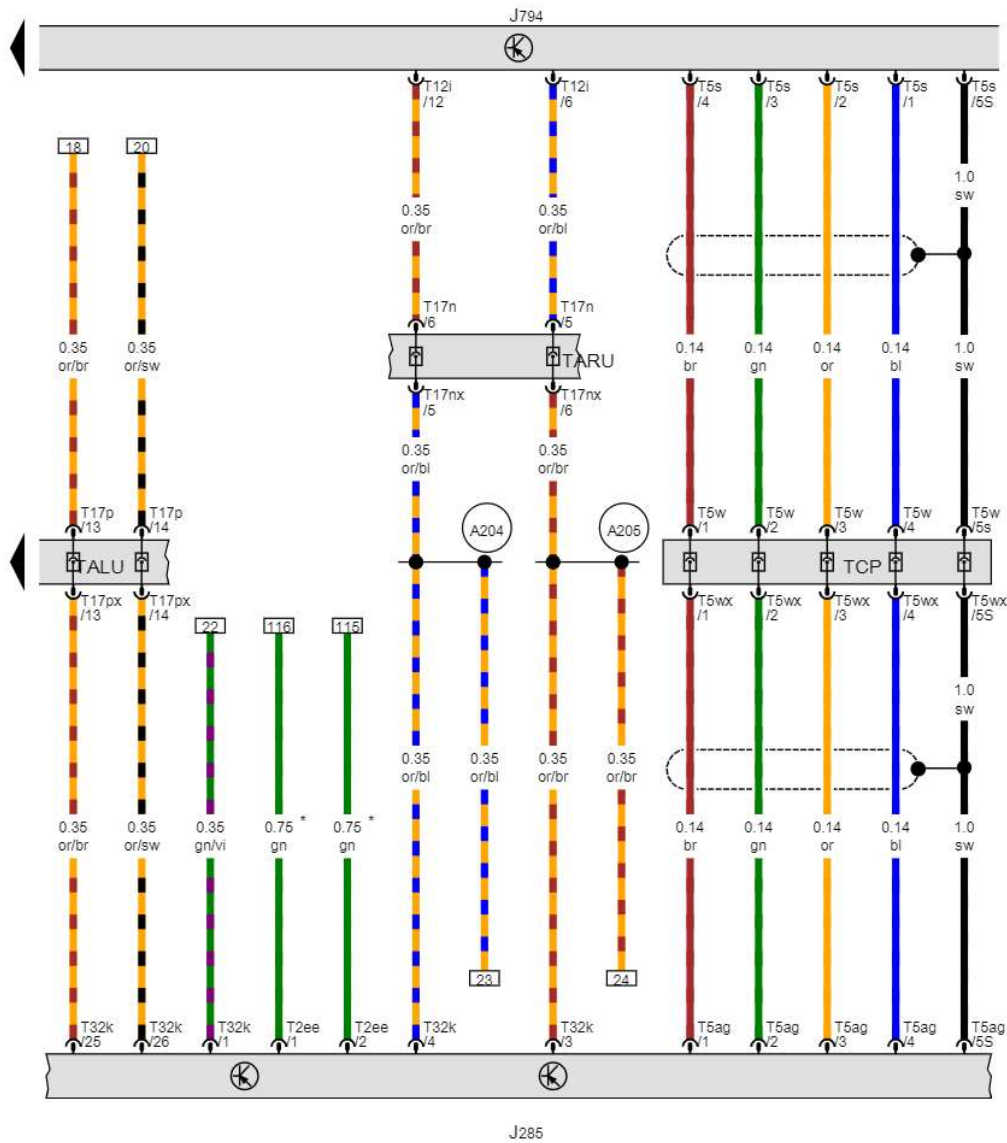 J794
T12i T12i T5s T5s T5s T5s T5s
/12 /6 /4 /3 /2 /1 /5S
18 20
1.0
sw
0.35 0.35
or/br or/bl
T17n T17n
/6 /5
0.35 0.35 0.14 0.14 0.14 0.14 1.0
or/br or/sw br gn or bl sw
TARU
T17nx T17nx
/5 /6
0.35 0.35
or/bl or/br
T17p T17p T5w T5w T5w T5w T5w
/13 /14 /1 /2 /3 /4 /5s
A204 A205
TALU TCP
T17px T17px T5wx T5wx T5wx T5wx T5wx
/13 /14 /1 /2 /3 /4 /5S
22 116 115
1.0
sw
0.35 0.35 0.35 0.35
or/bl or/bl or/br or/br
0.35 0.35 0.35 0.75 * 0.75 * 0.14 0.14 0.14 0.14 1.0
or/br or/sw gn/vi gn gn br gn or bl sw
23 24
T32k T32k T32k T2ee T2ee T32k T32k T5ag T5ag T5ag T5ag T5ag
/25 /26 /1 /1 /2 /4 /3 /1 /2 /3 /4 /5S
J285